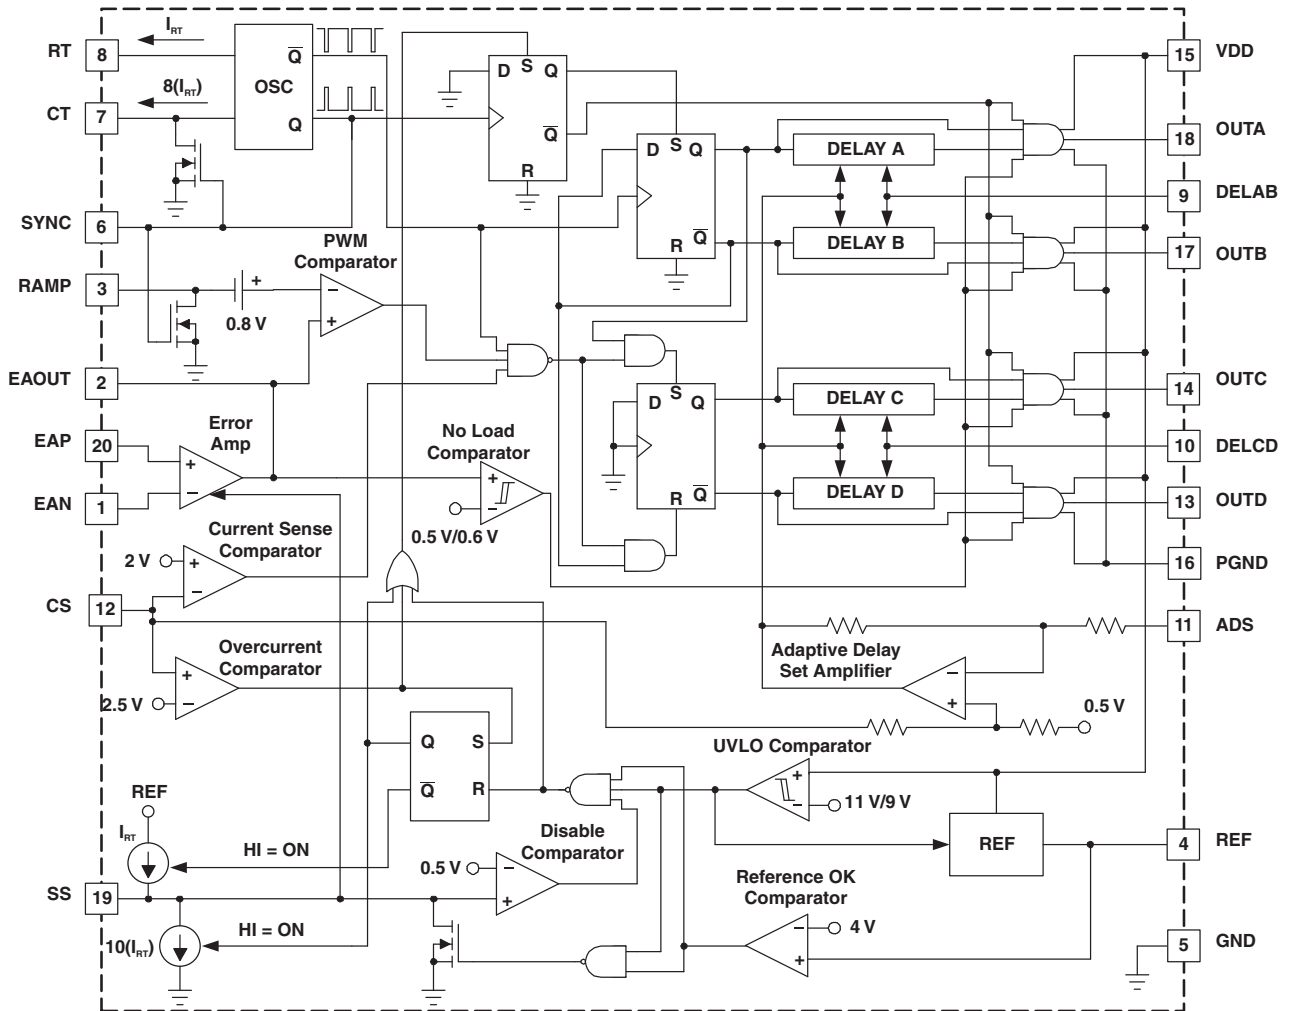 RT
8
I_RT
OSC
Q̅
Q
CT
7
8(I_RT)
D
S
Q
Q̅
R
15
VDD
18
OUTA
D
S
Q
Q̅
R
DELAY A
9
DELAB
DELAY B
17
OUTB
SYNC
6
RAMP
3
+
0.8 V
PWM
Comparator
−
+
EAOUT
2
EAP
20
EAN
1
Error
Amp
+
−
No Load
Comparator
+
−
0.5 V/0.6 V
D
S
Q
Q̅
R
DELAY C
14
OUTC
10
DELCD
DELAY D
13
OUTD
16
PGND
Current Sense
Comparator
2 V
+
−
CS
12
Overcurrent
Comparator
+
−
2.5 V
11
ADS
Adaptive Delay
Set Amplifier
−
+
0.5 V
Q
S
Q̅
R
UVLO Comparator
+
−
11 V/9 V
REF
I_RT
HI = ON
Disable
Comparator
0.5 V
−
+
REF
4
REF
SS
19
10(I_RT)
HI = ON
Reference OK
Comparator
−
+
4 V
5
GND